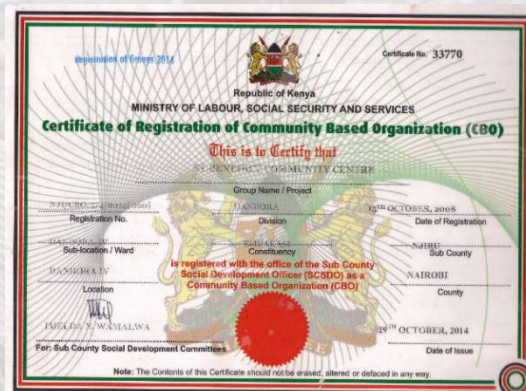 Registration of Groups 2014
Certificate No. 33770
Republic of Kenya
MINISTRY OF LABOUR, SOCIAL SECURITY AND SERVICES
Certificate of Registration of Community Based Organization (CBO)
This is to Certify that
COMMUNITY CENTRE
Group Name / Project
DANDORA 13TH OCTOBER, 2008
Registration No. Division Date of Registration
DANDORA IV NJIRU
Sub-location / Ward Constituency Sub County
is registered with the office of the Sub County
Social Development Officer (SCSDO) as a
Community Based Organization (CBO)
DANDORA IV NAIROBI
Location County
N. WAMALWA 29TH OCTOBER, 2014
For: Sub County Social Development Committees Date of Issue
Note: The Contents of this Certificate should not be erased, altered or defaced in any way.